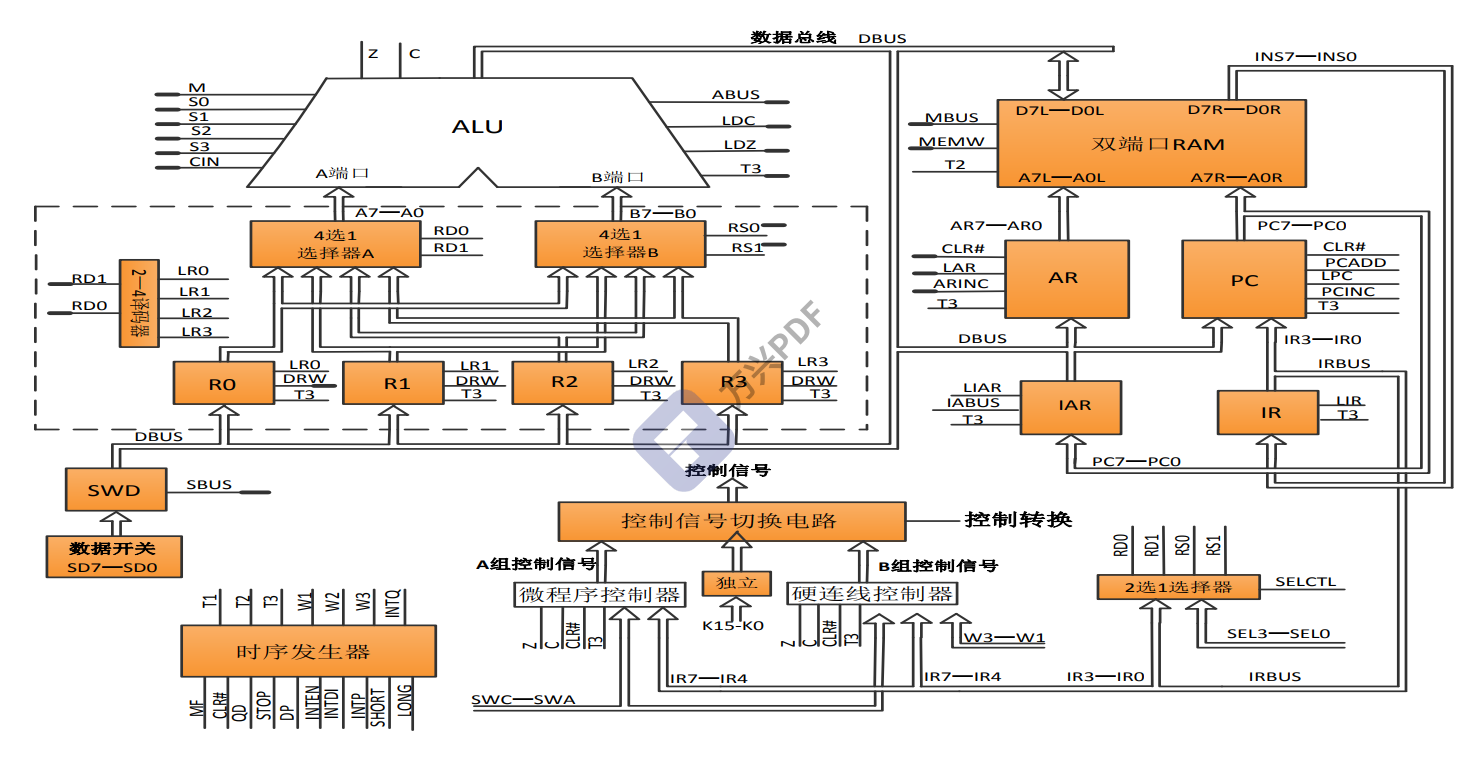 数据总线 DBUS
Z
C
INS7—INS0
M
S0
S1
S2
S3
CIN
ALU
A端口
B端口
ABUS
LDC
LDZ
T3
MBUS
MEMW
T2
D7L—D0L
D7R—D0R
双端口RAM
A7L—A0L
A7R—A0R
A7—A0
B7—B0
4选1
选择器A
RD0
RD1
4选1
选择器B
RS0
RS1
RD1
RD0
2—4译码器
LR0
LR1
LR2
LR3
AR7—AR0
CLR#
LAR
ARINC
T3
AR
PC7—PC0
PC
CLR#
PCADD
LPC
PCINC
T3
R0
LR0
DRW
T3
R1
LR1
DRW
T3
R2
LR2
DRW
T3
R3
LR3
DRW
T3
DBUS
IR3—IR0
IRBUS
LIAR
IABUS
T3
IAR
IR
LIR
T3
PC7—PC0
DBUS
SWD
SBUS
数据开关
SD7—SD0
控制信号
控制信号切换电路
控制转换
A组控制信号
B组控制信号
微程序控制器
独立
硬连线控制器
K15-K0
Z
C
CLR#
T3
Z
C
CLR#
T3
W3—W1
RD0
RD1
RS0
RS1
2选1选择器
SELCTL
SEL3—SEL0
IR7—IR4
IR7—IR4
IR3—IR0
IRBUS
SWC—SWA
T1
T2
T3
W1
W2
W3
INTQ
时序发生器
MF
CLR#
QD
STOP
DP
INTEN
INTDI
INTP
SHORT
LONG
万兴PDF